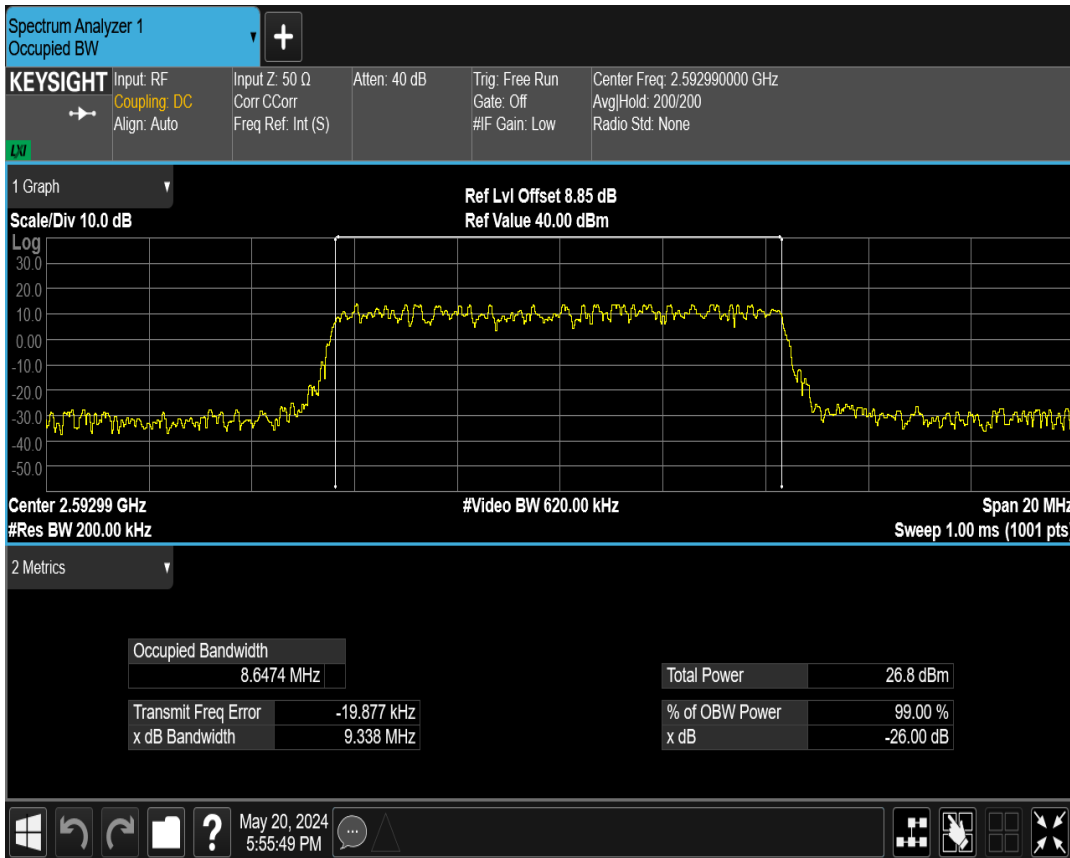 Spectrum Analyzer 1
Occupied BW
KEYSIGHT
LXI
Input: RF
Coupling: DC
Align: Auto
Input Z: 50 Ω
Corr CCorr
Freq Ref: Int (S)
Atten: 40 dB
Trig: Free Run
Gate: Off
#IF Gain: Low
Center Freq: 2.592990000 GHz
Avg|Hold: 200/200
Radio Std: None
1 Graph
Scale/Div 10.0 dB
Ref Lvl Offset 8.85 dB
Ref Value 40.00 dBm
Log
30.0
20.0
10.0
0.00
-10.0
-20.0
-30.0
-40.0
-50.0
Center 2.59299 GHz
#Video BW 620.00 kHz
Span 20 MHz
#Res BW 200.00 kHz
Sweep 1.00 ms (1001 pts)
2 Metrics
Occupied Bandwidth
8.6474 MHz
Total Power 26.8 dBm
Transmit Freq Error -19.877 kHz
% of OBW Power 99.00 %
x dB Bandwidth 9.338 MHz
x dB -26.00 dB
?
May 20, 2024
5:55:49 PM